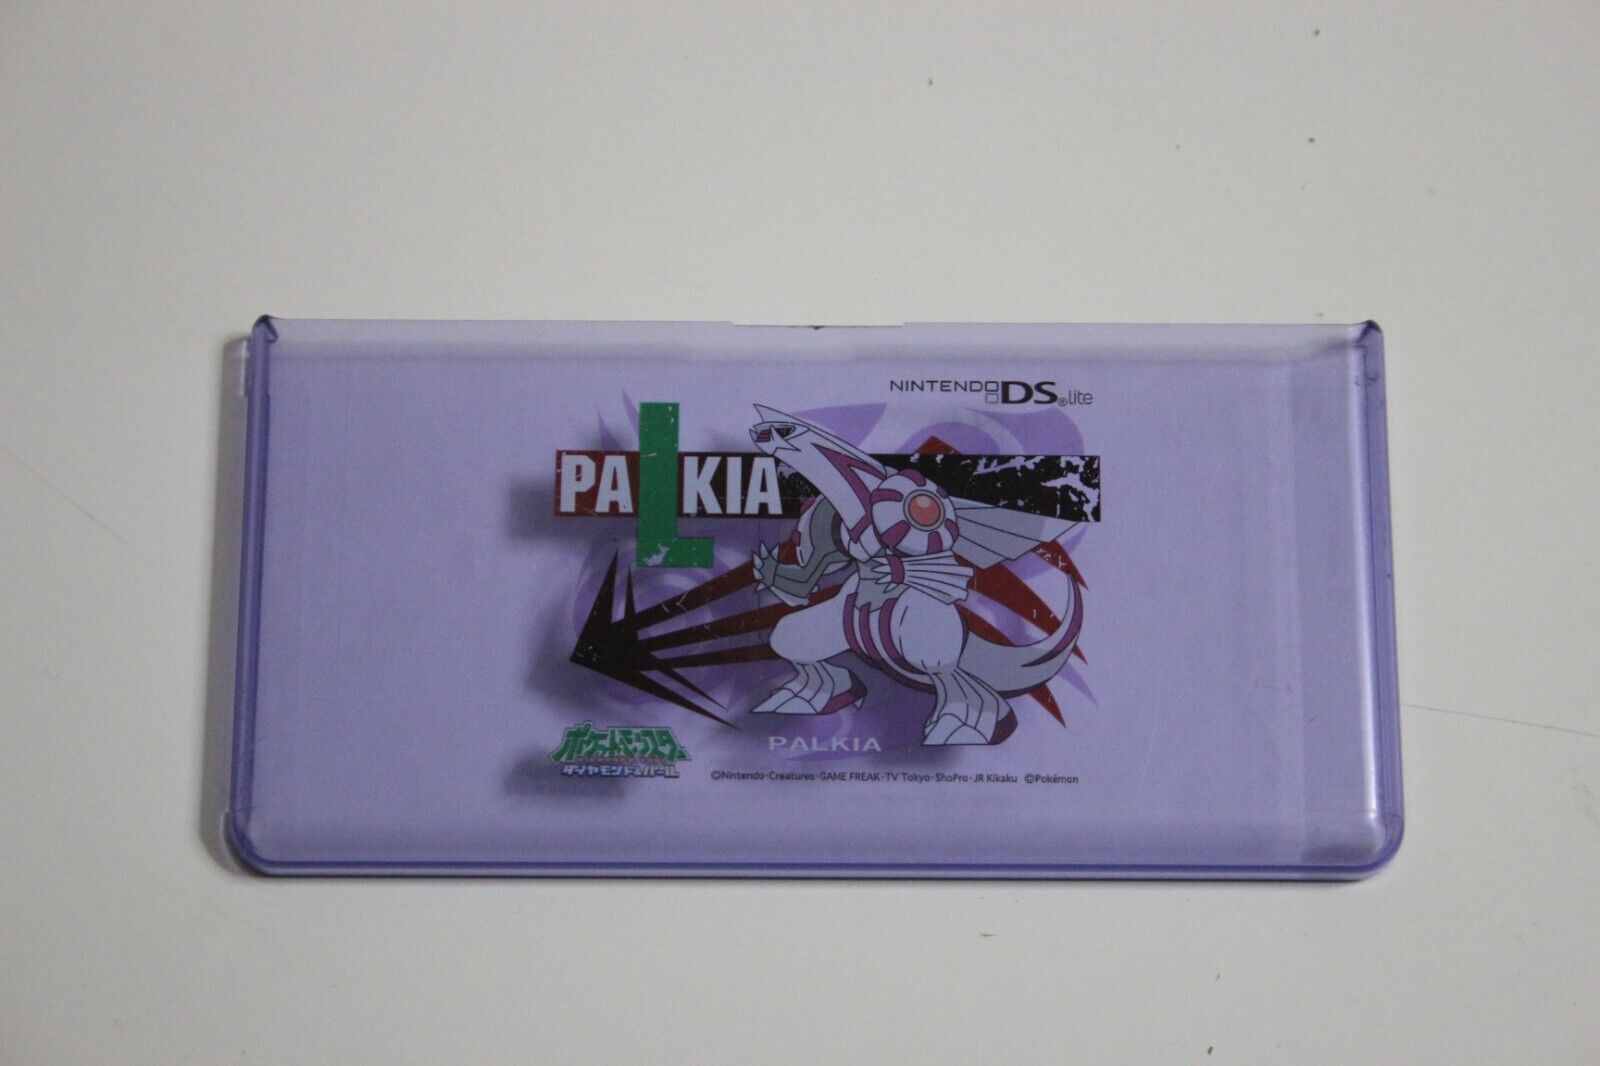 NINTENDO DS®lite
PALKIA
ポケットモンスター
ダイヤモンド&パール
PALKIA
©Nintendo・Creatures・GAME FREAK・TV Tokyo・ShoPro・JR Kikaku ©Pokémon